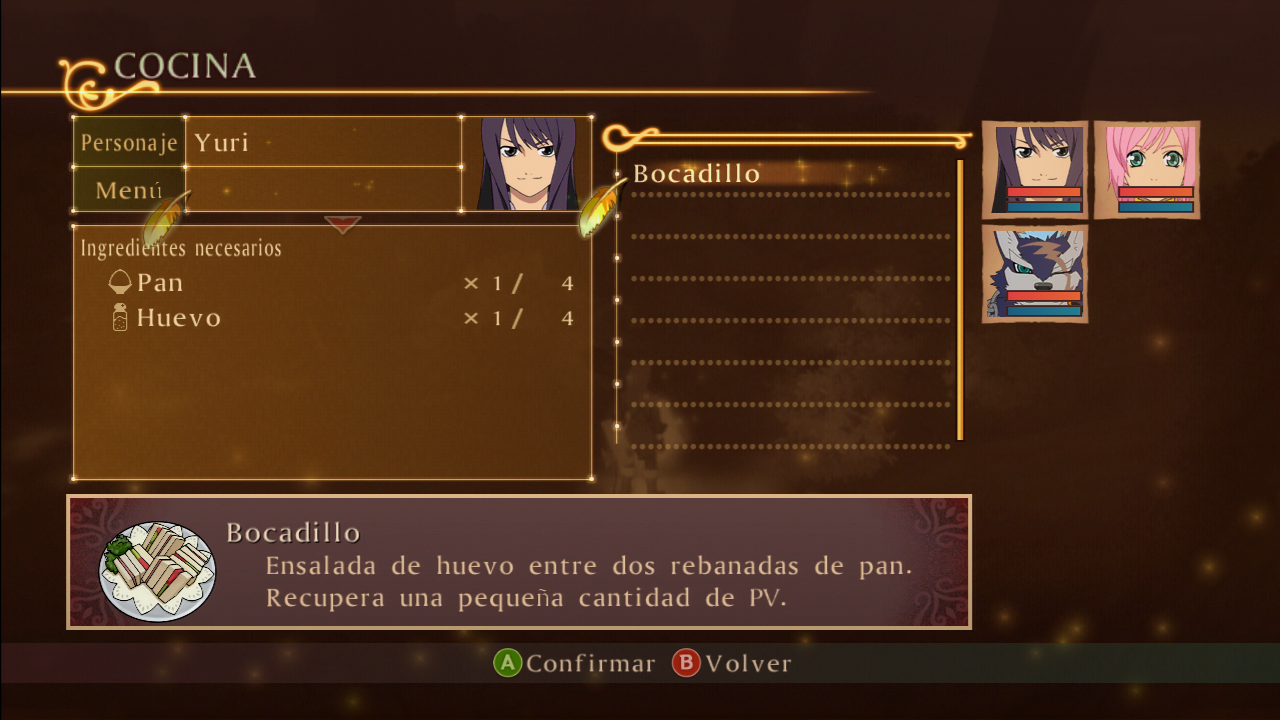 COCINA
Personaje Yuri
Menú
Bocadillo
Ingredientes necesarios
Pan × 1 / 4
Huevo × 1 / 4
Bocadillo
Ensalada de huevo entre dos rebanadas de pan.
Recupera una pequeña cantidad de PV.
A Confirmar B Volver